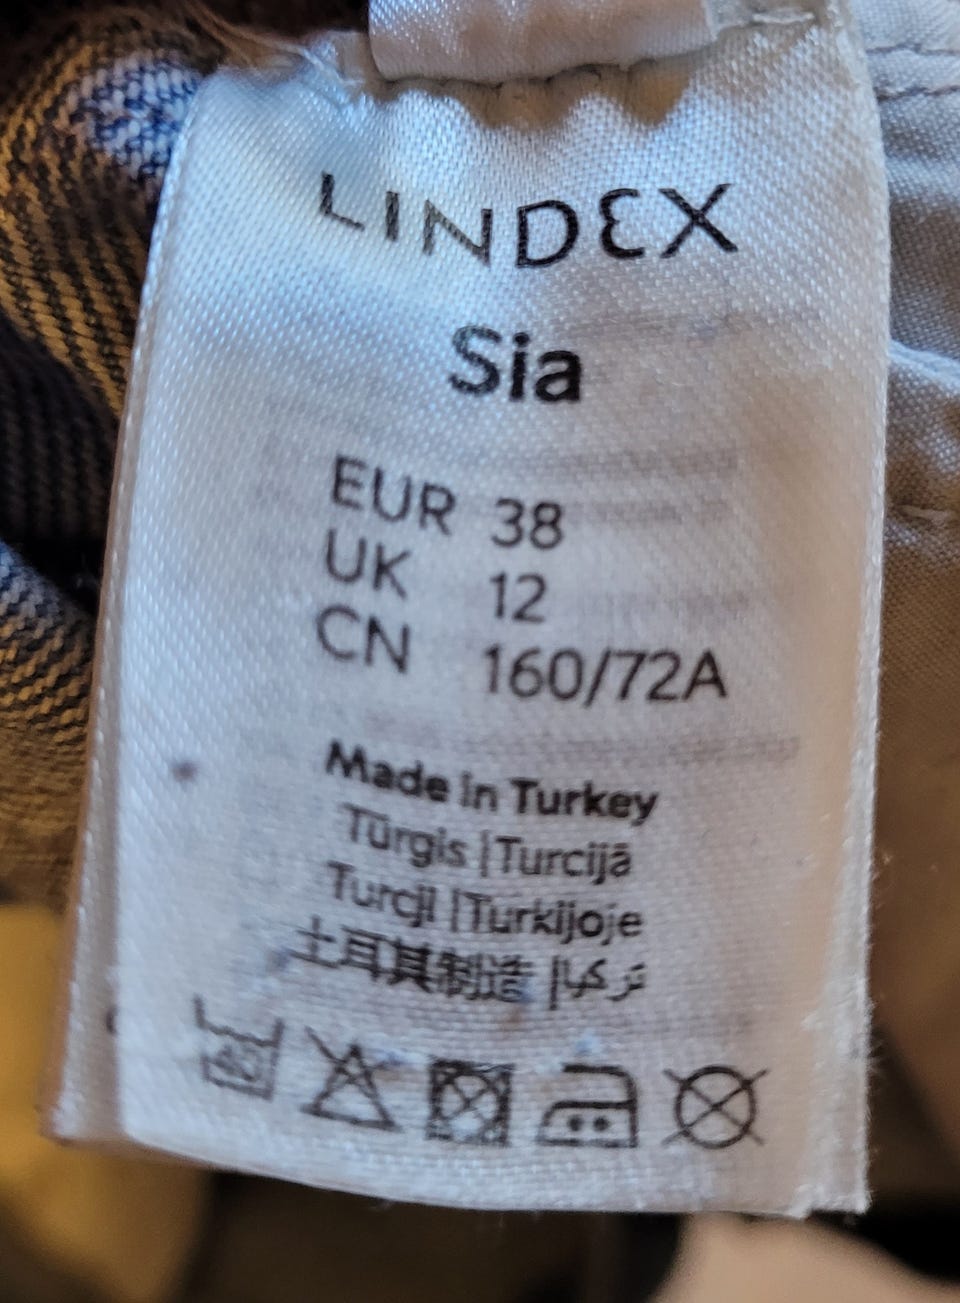 LINDEX
Sia
EUR 38
UK 12
CN 160/72A
Made in Turkey
Türgis | Turcijā
Turcji | Turkijoje
土耳其制造 | تركيا
40